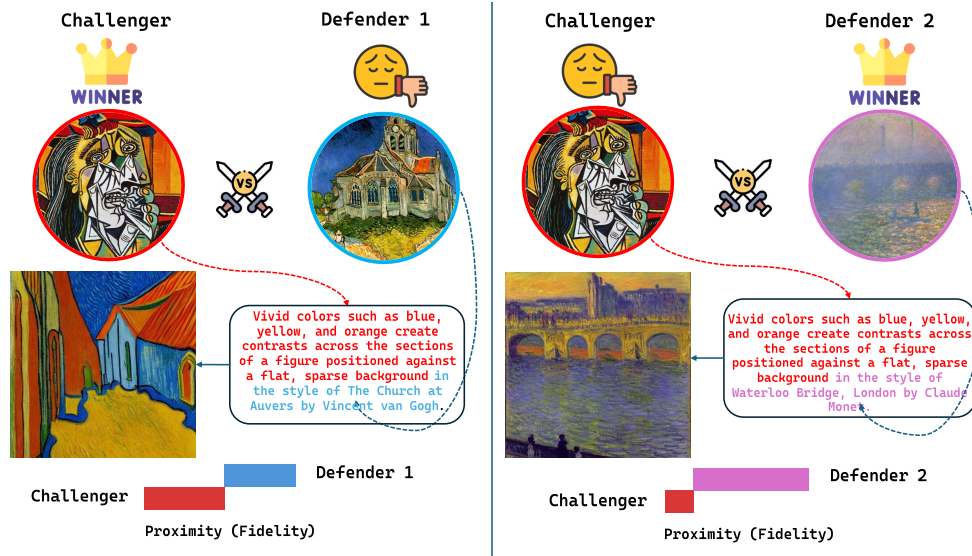 Challenger
Defender 1
WINNER
VS
Vivid colors such as blue,
yellow, and orange create
contrasts across the sections
of a figure positioned against
a flat, sparse background in
the style of The Church at
Auvers by Vincent van Gogh.
Defender 1
Challenger
Proximity (Fidelity)
Challenger
Defender 2
WINNER
VS
Vivid colors such as blue, yellow,
and orange create contrasts across
the sections of a figure
positioned against a flat, sparse
background in the style of
Waterloo Bridge, London by Claude
Monet.
Defender 2
Challenger
Proximity (Fidelity)